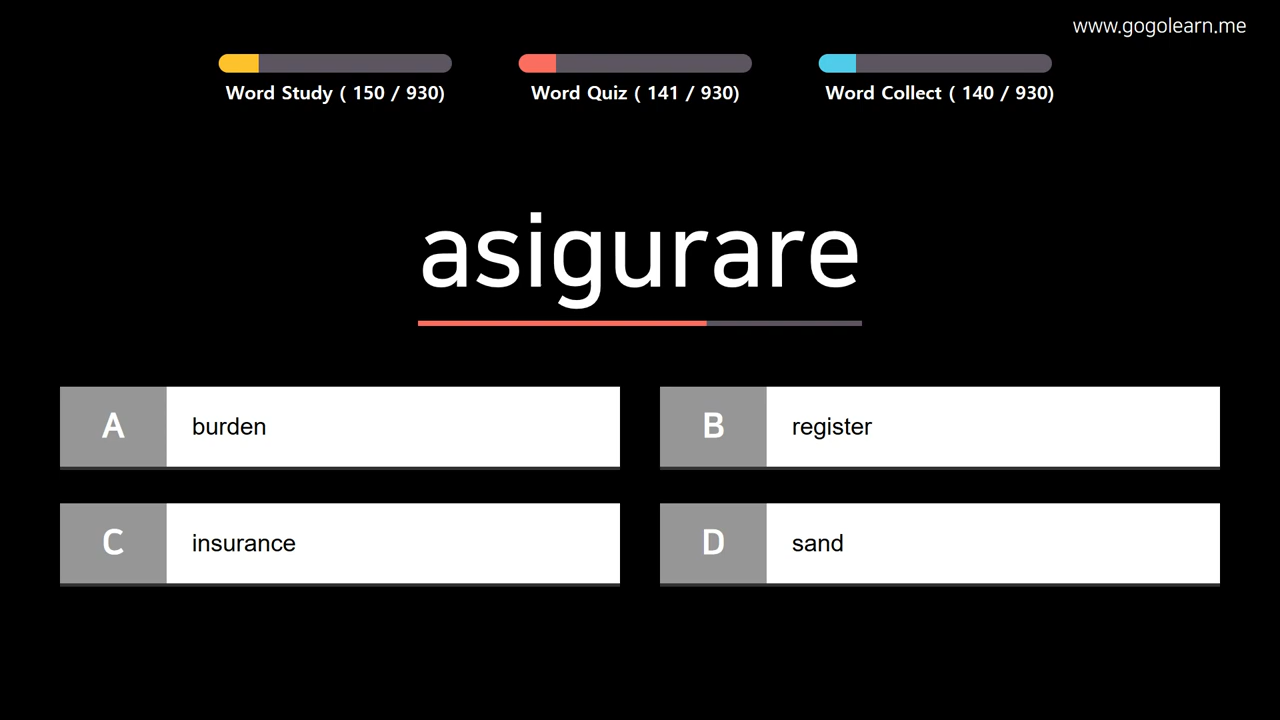 www.gogolearn.me
Word Study ( 150 / 930)
Word Quiz ( 141 / 930)
Word Collect ( 140 / 930)
asigurare
A burden
B register
C insurance
D sand